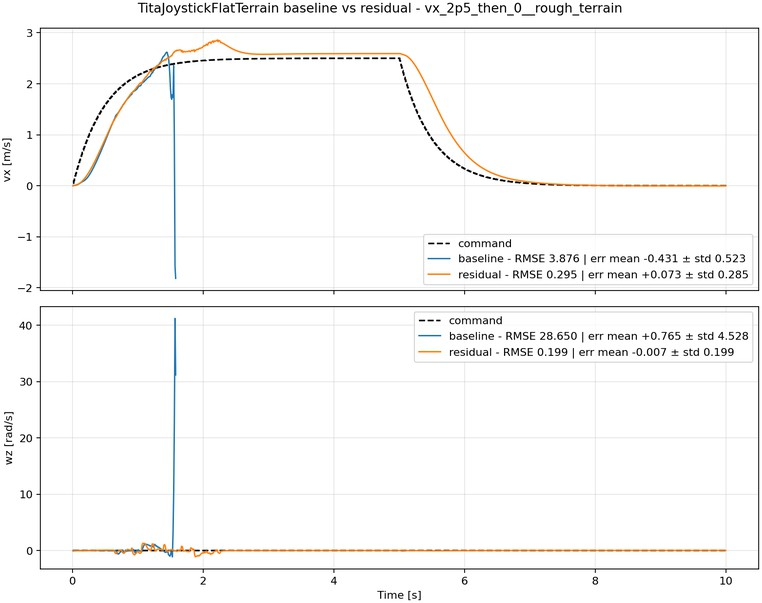 TitaJoystickFlatTerrain baseline vs residual - vx_2p5_then_0__rough_terrain
3
2
1
0
−1
−2
vx [m/s]
command
baseline - RMSE 3.876 | err mean -0.431 ± std 0.523
residual - RMSE 0.295 | err mean +0.073 ± std 0.285
40
30
20
10
0
wz [rad/s]
command
baseline - RMSE 28.650 | err mean +0.765 ± std 4.528
residual - RMSE 0.199 | err mean -0.007 ± std 0.199
0 2 4 6 8 10
Time [s]